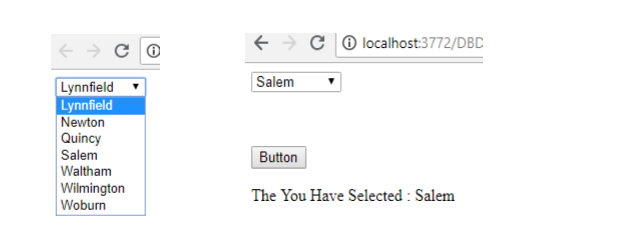 Lynnfield
Lynnfield
Newton
Quincy
Salem
Waltham
Wilmington
Woburn
localhost:3772/DBD
Salem
Button
The You Have Selected : Salem